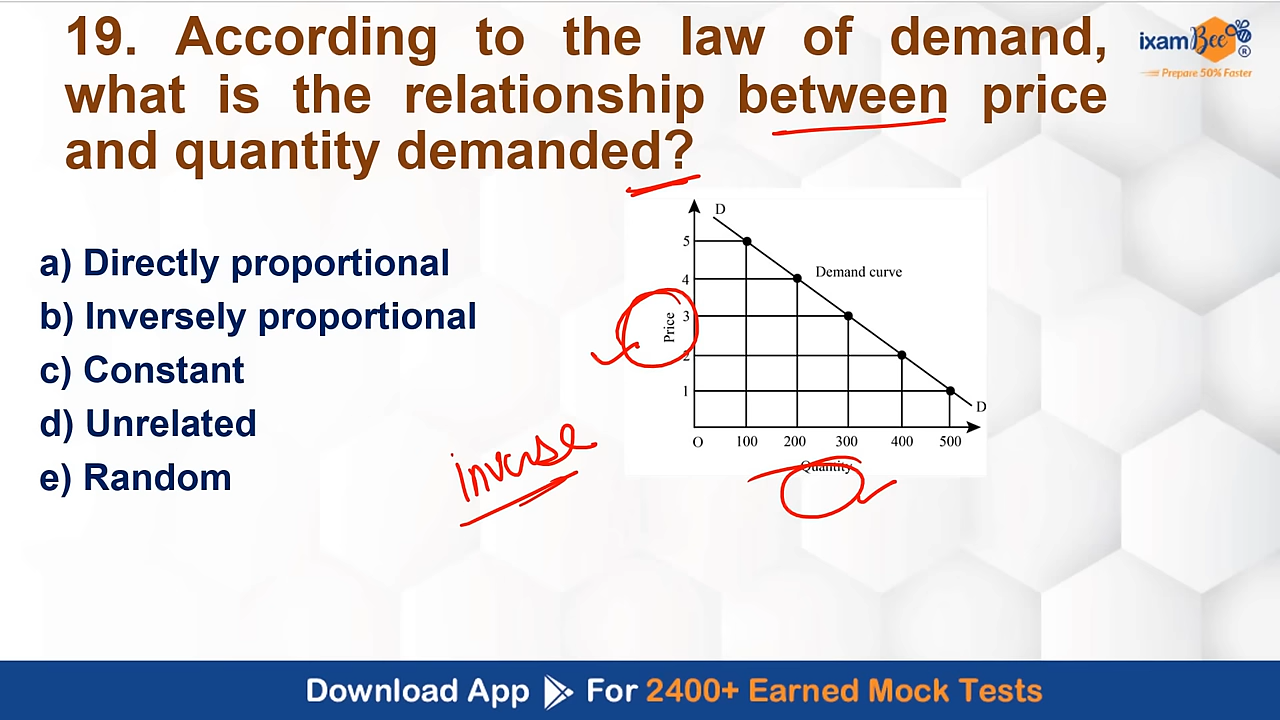 19. According to the law of demand,
what is the relationship between price
and quantity demanded?
ixamBee
®
Prepare 50% Faster
a) Directly proportional
b) Inversely proportional
c) Constant
d) Unrelated
e) Random
inverse
D
5
4
3
2
1
Demand curve
Price
D
O 100 200 300 400 500
Quantity
Download App For 2400+ Earned Mock Tests